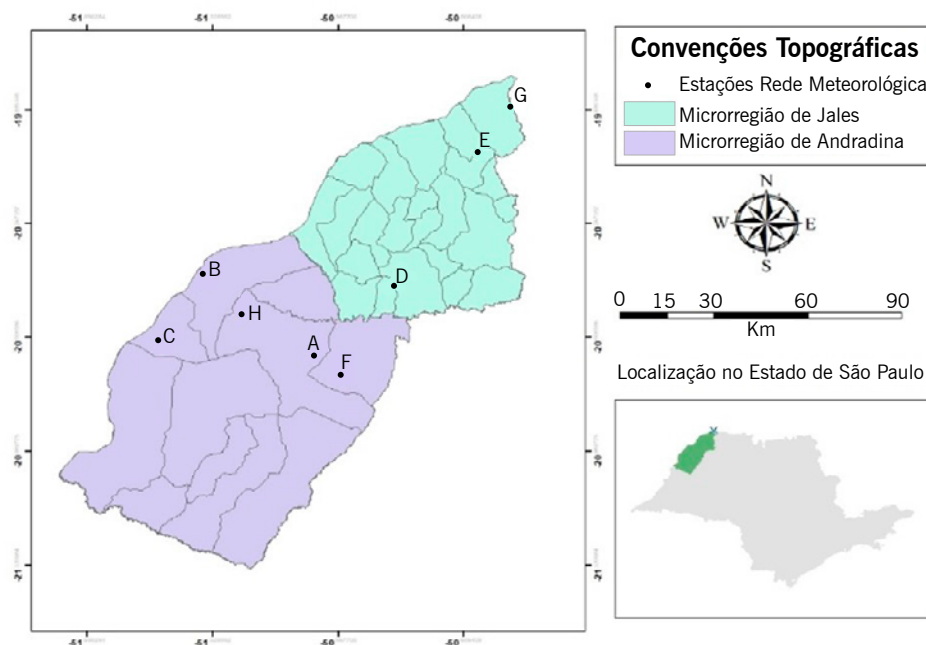 Convenções Topográficas
Estações Rede Meteorológica
Microrregião de Jales
Microrregião de Andradina
G
E
D
B
H
C
A
F
N
W
E
S
0 15 30 60 90
Km
Localização no Estado de São Paulo